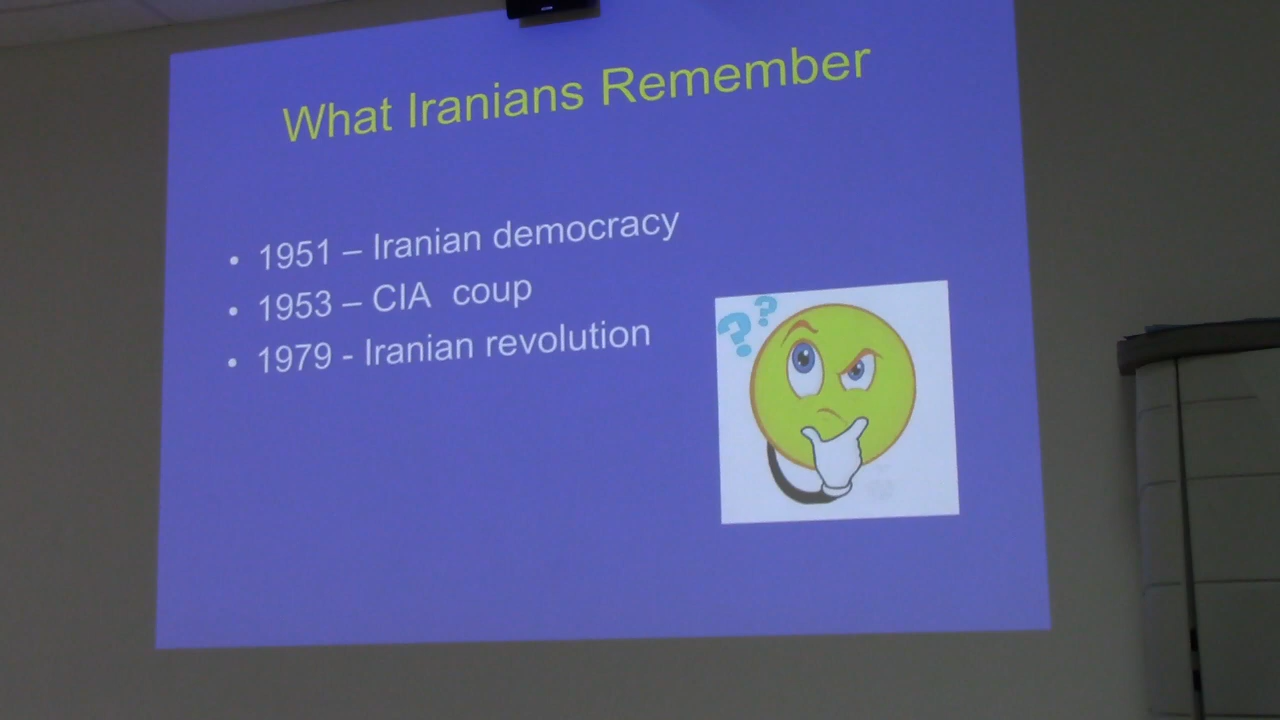 What Iranians Remember
• 1951 – Iranian democracy
• 1953 – CIA coup
• 1979 - Iranian revolution
? ?